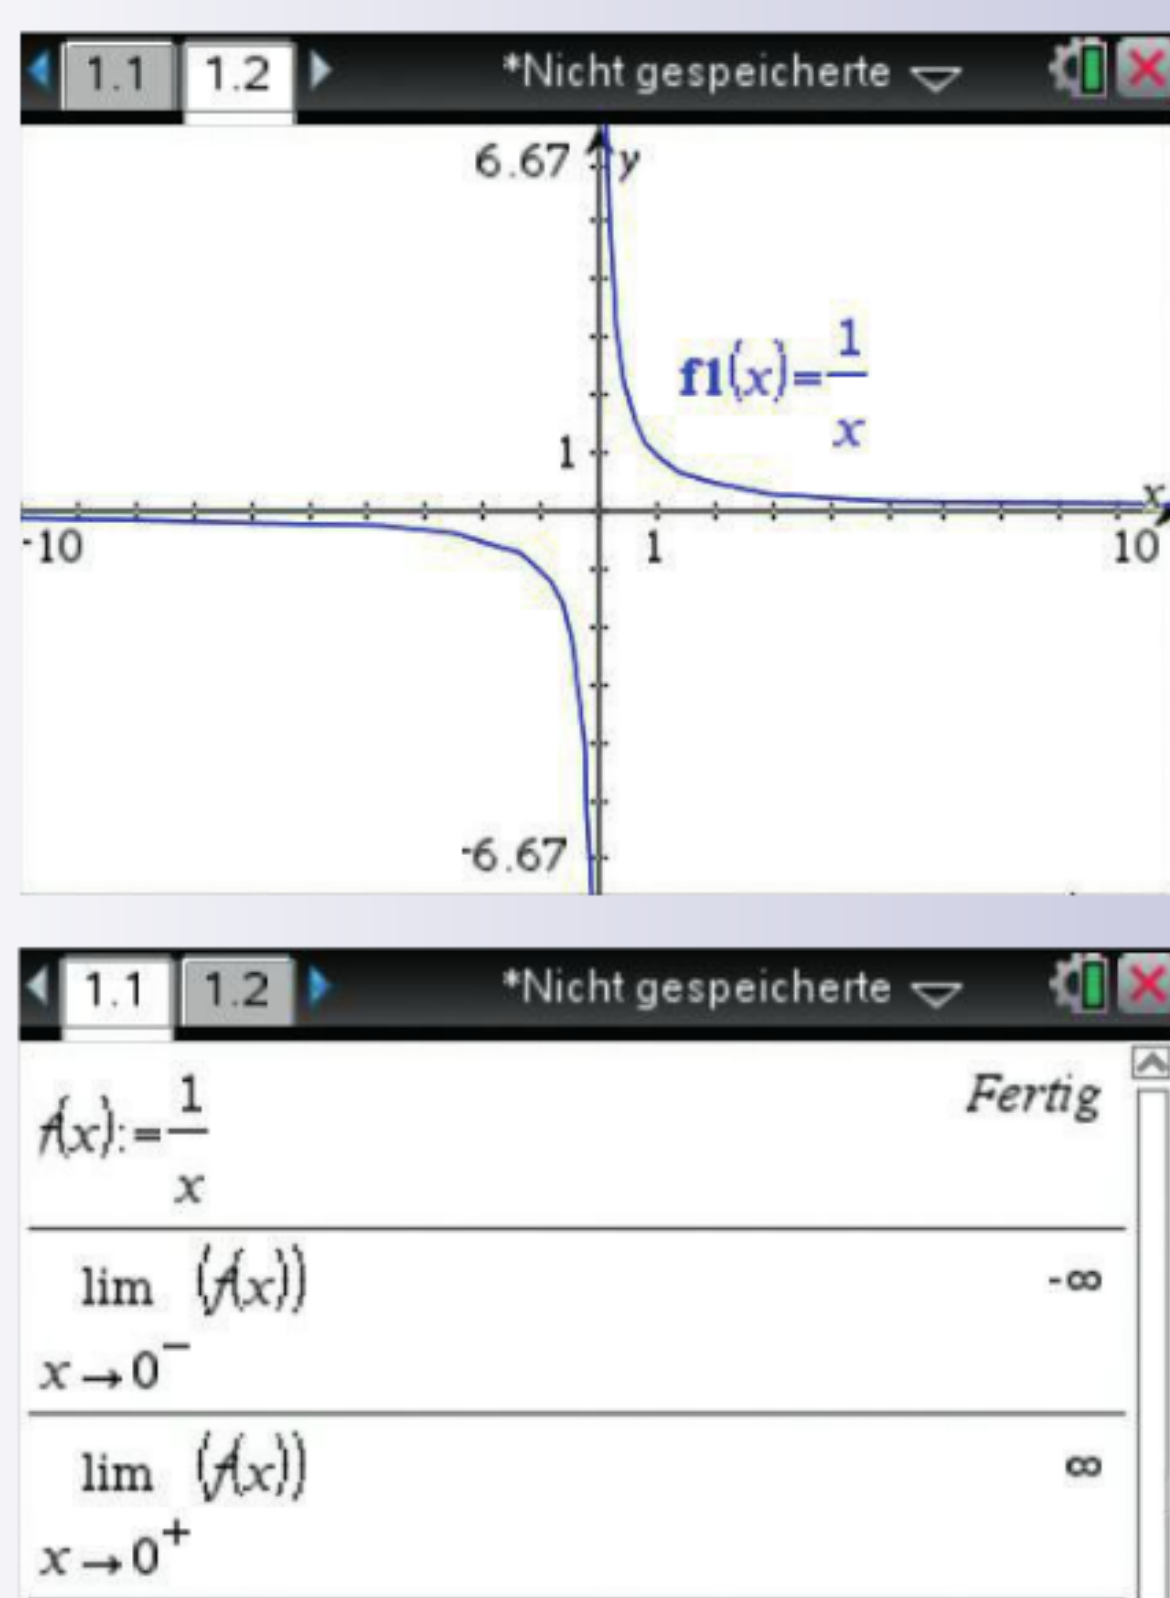 1.1 1.2 *Nicht gespeicherte
6.67 y
f1(x)=1/x
1
x
-10 1 10
-6.67
1.1 1.2 *Nicht gespeicherte
f(x):=1/x Fertig
lim (f(x)) -∞
x→0⁻
lim (f(x)) ∞
x→0⁺